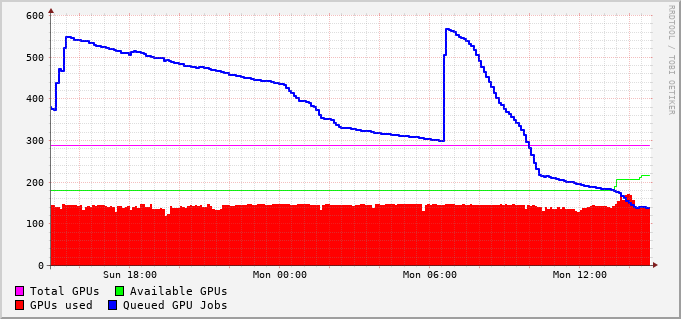 600
500
400
300
200
100
0
Sun 18:00 Mon 00:00 Mon 06:00 Mon 12:00
Total GPUs Available GPUs
GPUs used Queued GPU Jobs
RRDTOOL / TOBI OETIKER